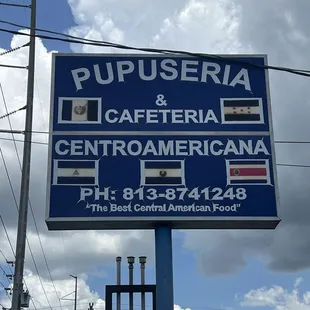 PUPUSERIA
&
CAFETERIA
CENTROAMERICANA
PH: 813-8741248
"The Best Central American Food"